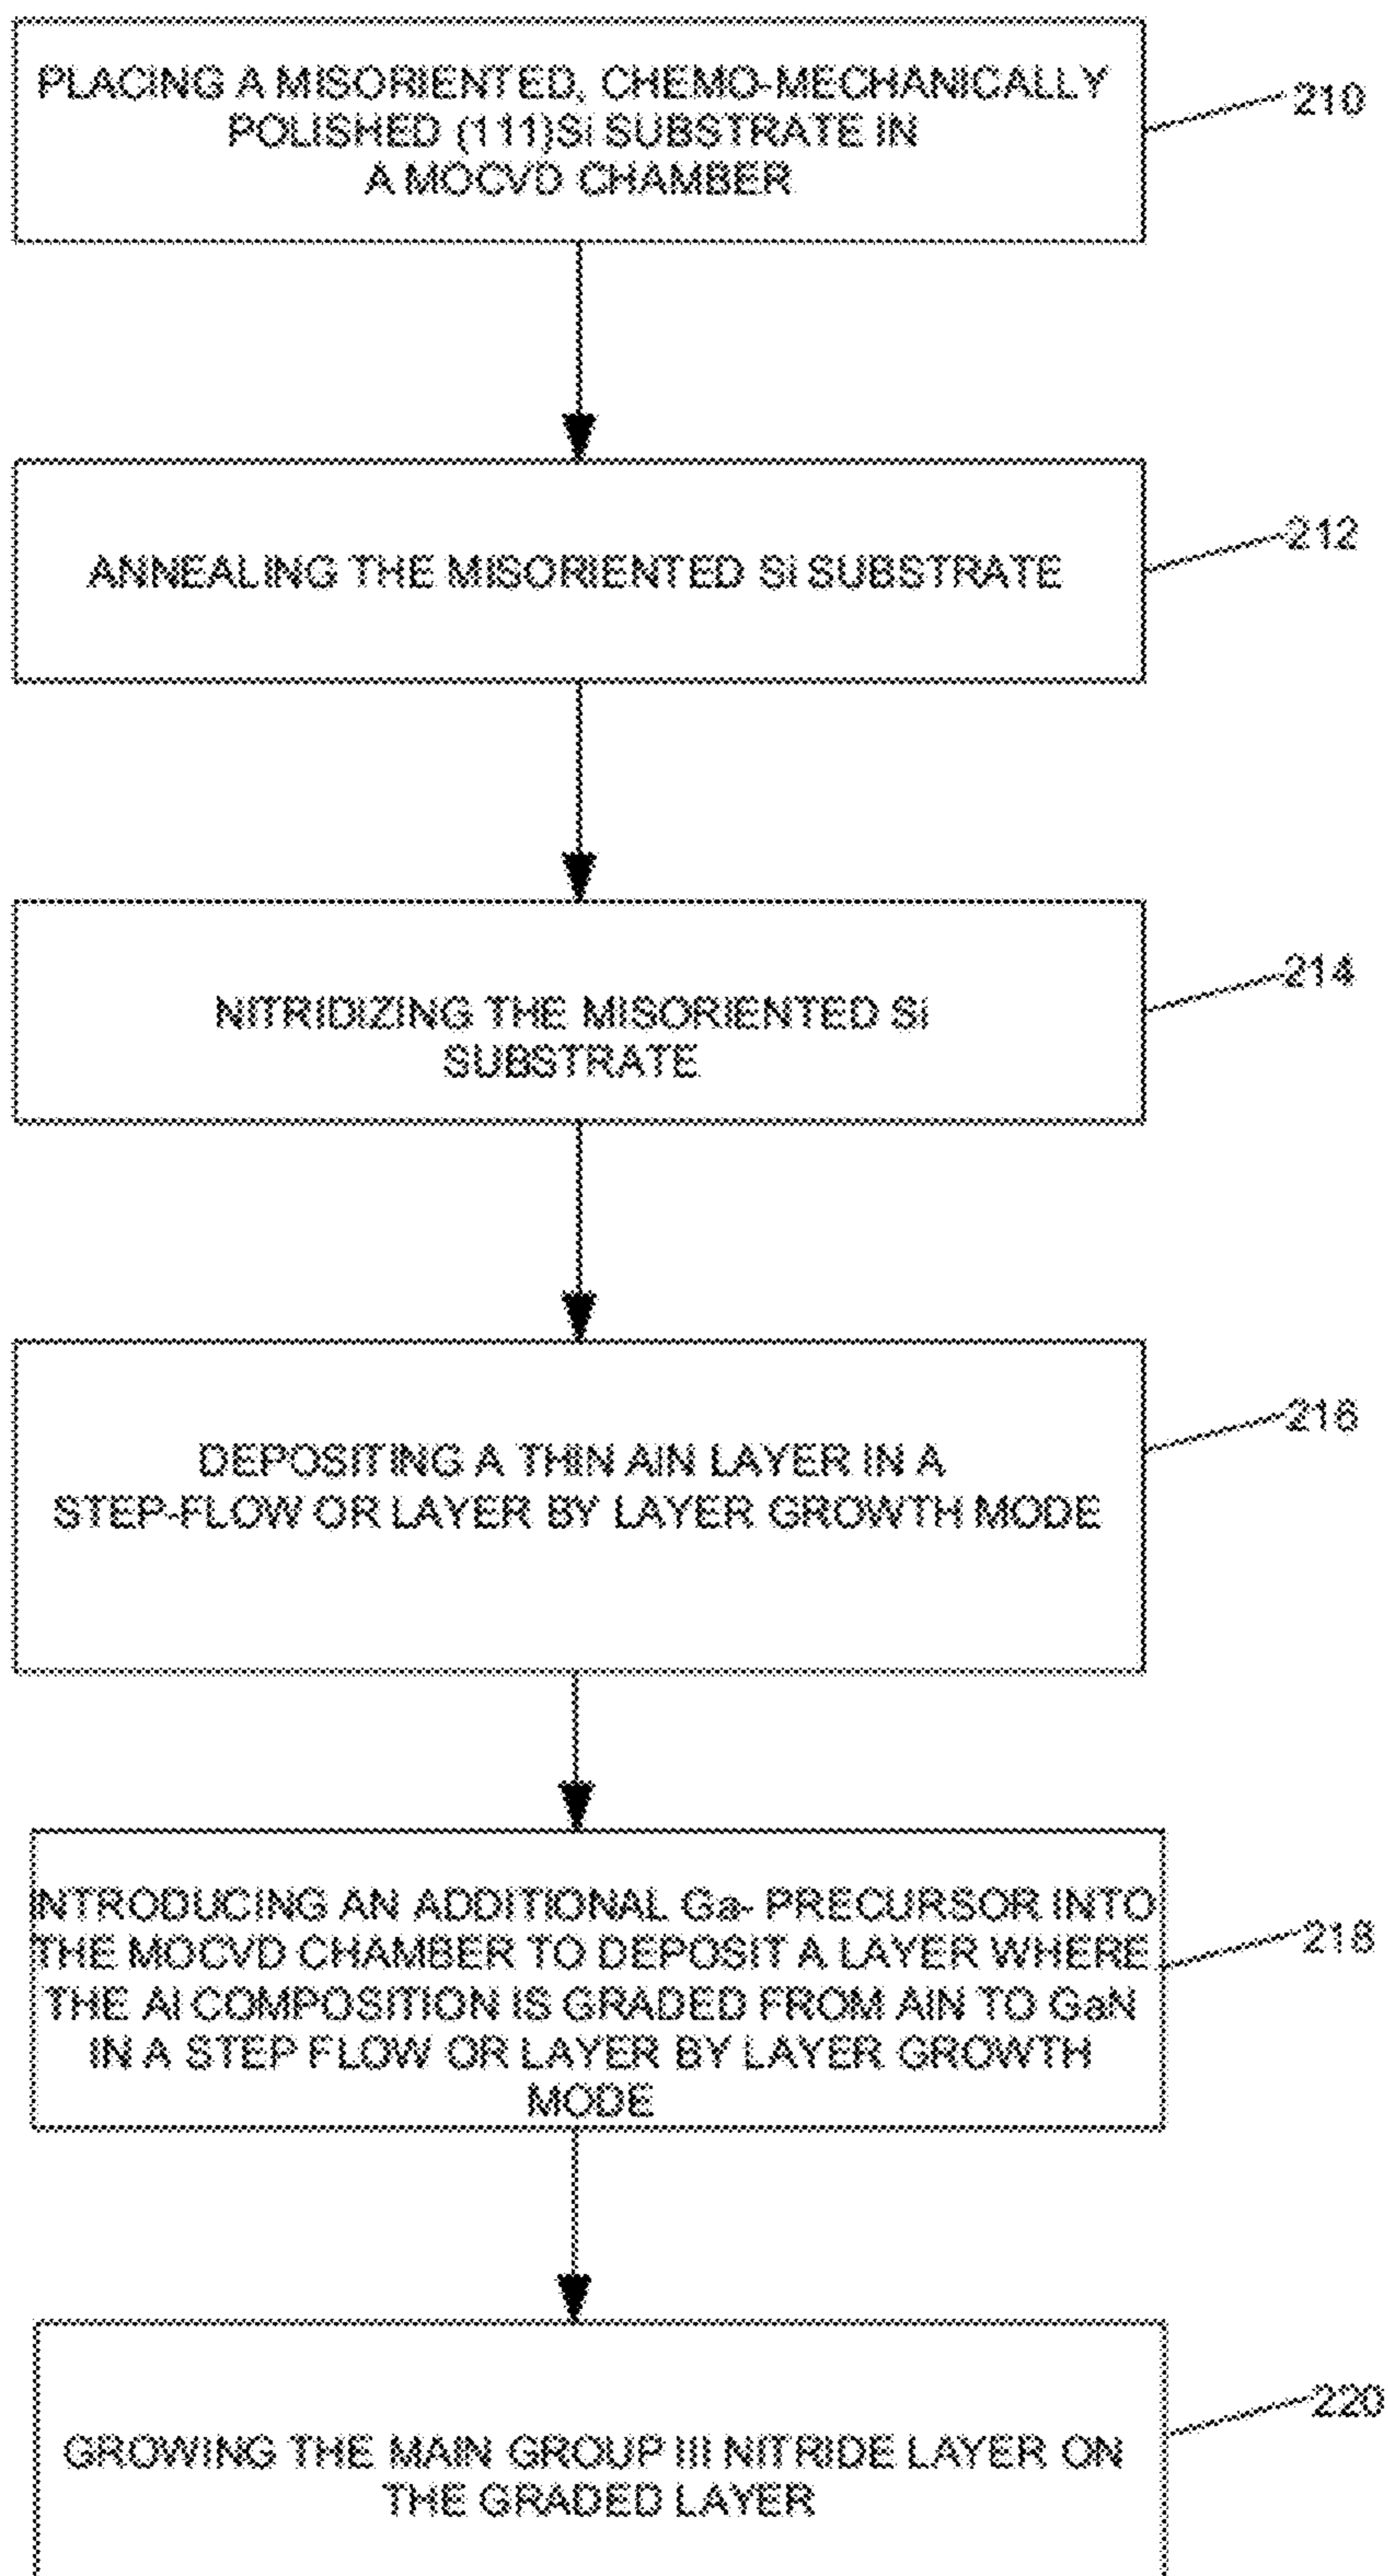 PLACING A MISORIENTED, CHEMO-MECHANICALLY
POLISHED (111)Si SUBSTRATE IN
A MOCVD CHAMBER
210
ANNEALING THE MISORIENTED Si SUBSTRATE
212
NITRIDIZING THE MISORIENTED Si
SUBSTRATE
214
DEPOSITING A THIN AlN LAYER IN A
STEP-FLOW OR LAYER BY LAYER GROWTH MODE
216
INTRODUCING AN ADDITIONAL Ga- PRECURSOR INTO
THE MOCVD CHAMBER TO DEPOSIT A LAYER WHERE
THE Al COMPOSITION IS GRADED FROM AlN TO GaN
IN A STEP FLOW OR LAYER BY LAYER GROWTH
MODE
218
GROWING THE MAIN GROUP III NITRIDE LAYER ON
THE GRADED LAYER
220